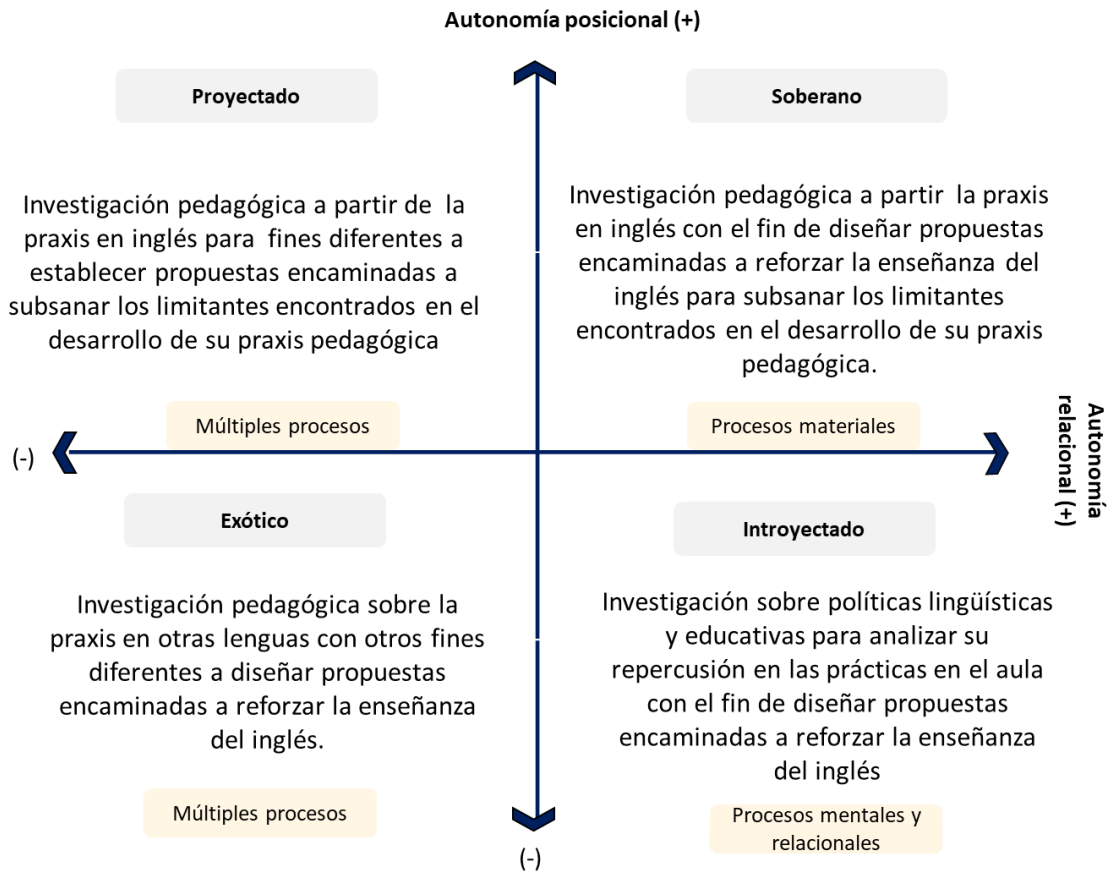 Autonomía posicional (+)
Proyectado
Investigación pedagógica a partir de la
praxis en inglés para fines diferentes a
establecer propuestas encaminadas a
subsanar los limitantes encontrados en el
desarrollo de su praxis pedagógica
Múltiples procesos
Soberano
Investigación pedagógica a partir la praxis
en inglés con el fin de diseñar propuestas
encaminadas a reforzar la enseñanza del
inglés para subsanar los limitantes
encontrados en el desarrollo de su praxis
pedagógica.
Procesos materiales
(-)
Autonomía
relacional (+)
Exótico
Investigación pedagógica sobre la
praxis en otras lenguas con otros fines
diferentes a diseñar propuestas
encaminadas a reforzar la enseñanza
del inglés.
Múltiples procesos
Introyectado
Investigación sobre políticas lingüísticas
y educativas para analizar su
repercusión en las prácticas en el aula
con el fin de diseñar propuestas
encaminadas a reforzar la enseñanza
del inglés
Procesos mentales y
relacionales
(-)